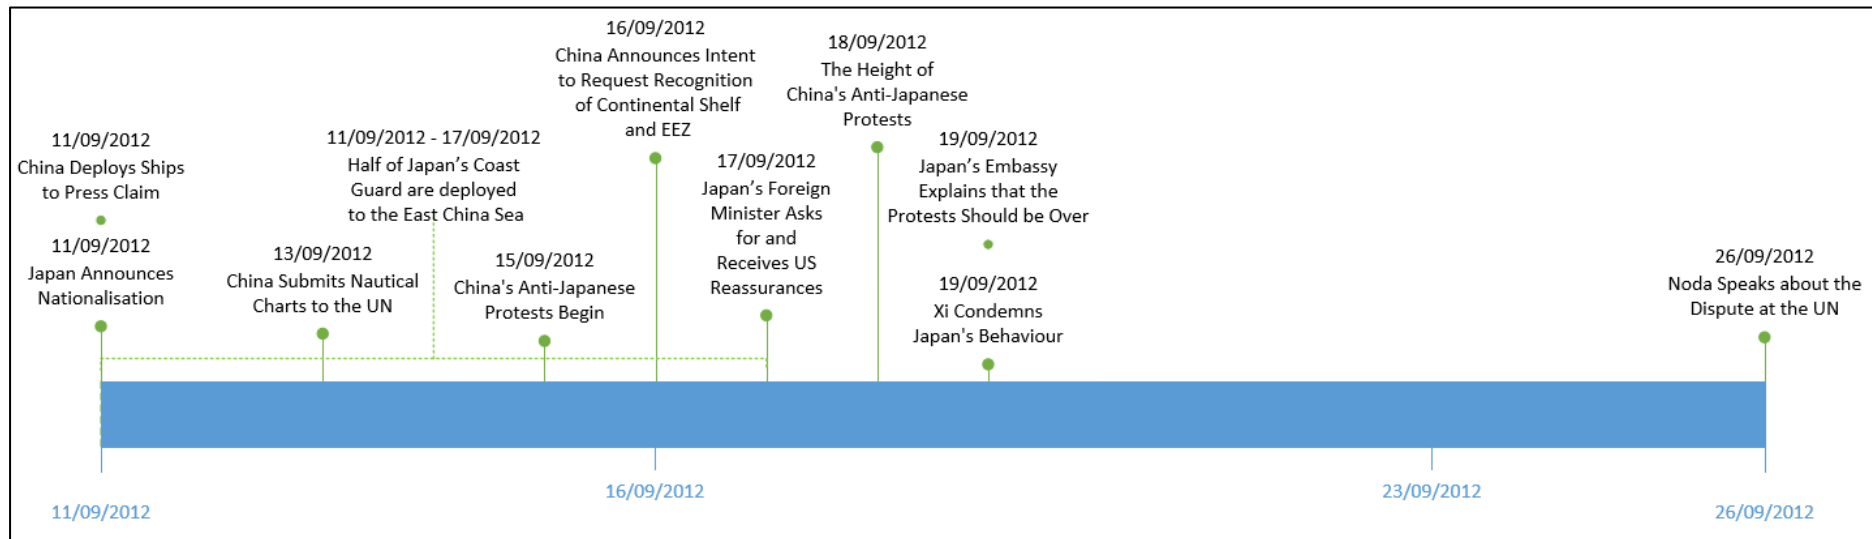 11/09/2012
China Deploys Ships
to Press Claim
11/09/2012
Japan Announces
Nationalisation
13/09/2012
China Submits Nautical
Charts to the UN
11/09/2012 - 17/09/2012
Half of Japan’s Coast
Guard are deployed
to the East China Sea
15/09/2012
China's Anti-Japanese
Protests Begin
16/09/2012
China Announces Intent
to Request Recognition
of Continental Shelf
and EEZ
17/09/2012
Japan’s Foreign
Minister Asks
for and
Receives US
Reassurances
18/09/2012
The Height of
China's Anti-Japanese
Protests
19/09/2012
Japan’s Embassy
Explains that the
Protests Should be Over
19/09/2012
Xi Condemns
Japan's Behaviour
26/09/2012
Noda Speaks about the
Dispute at the UN
11/09/2012
16/09/2012
23/09/2012
26/09/2012